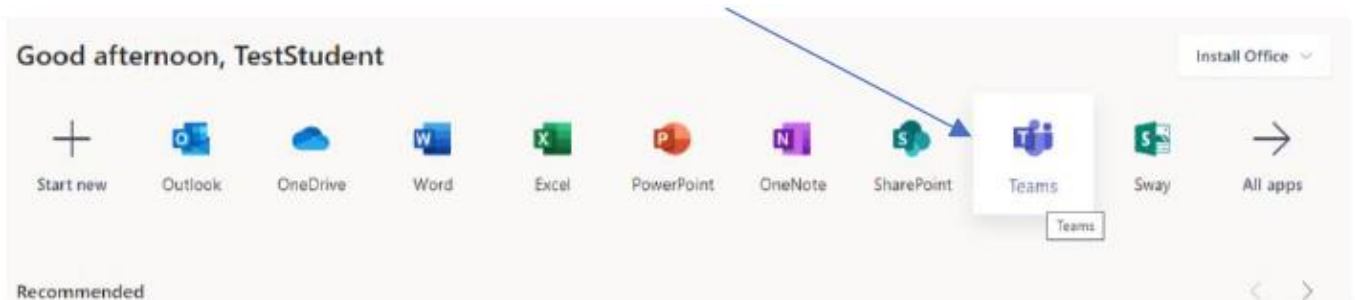 Good afternoon, TestStudent
Install Office
Start new Outlook OneDrive Word Excel PowerPoint OneNote SharePoint Teams Sway All apps
Teams
Recommended